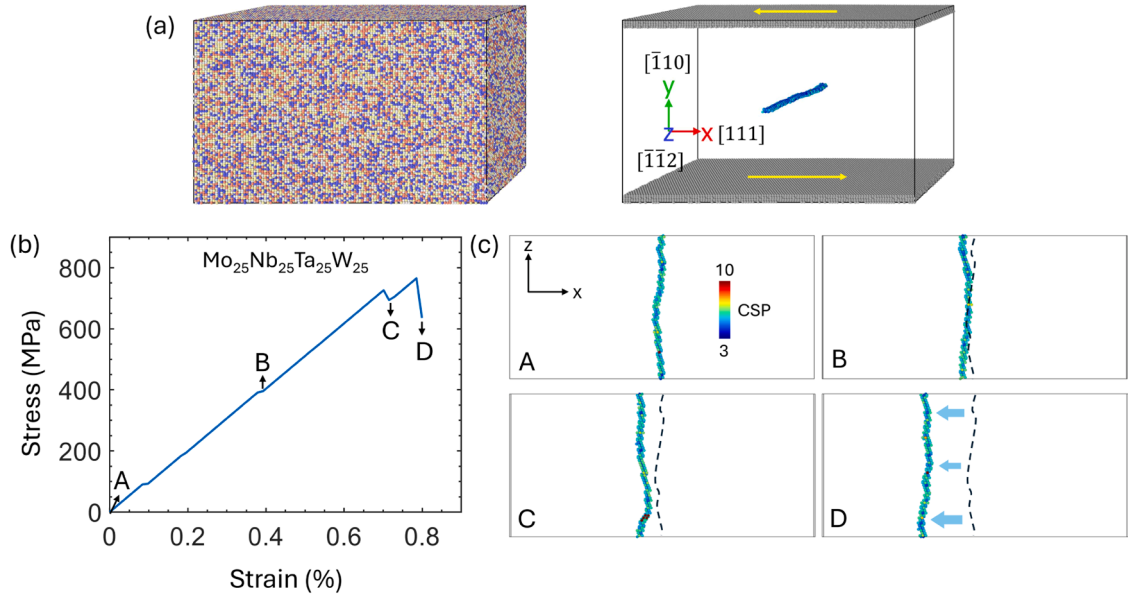 (a)
[1̅10]
y
z
x
[111]
[1̅1̅2]
(b)
Mo₂₅Nb₂₅Ta₂₅W₂₅
800
600
400
200
0
A
B
C
D
0
0.2
0.4
0.6
0.8
Stress (MPa)
Strain (%)
(c)
z
x
10
CSP
3
A
B
C
D